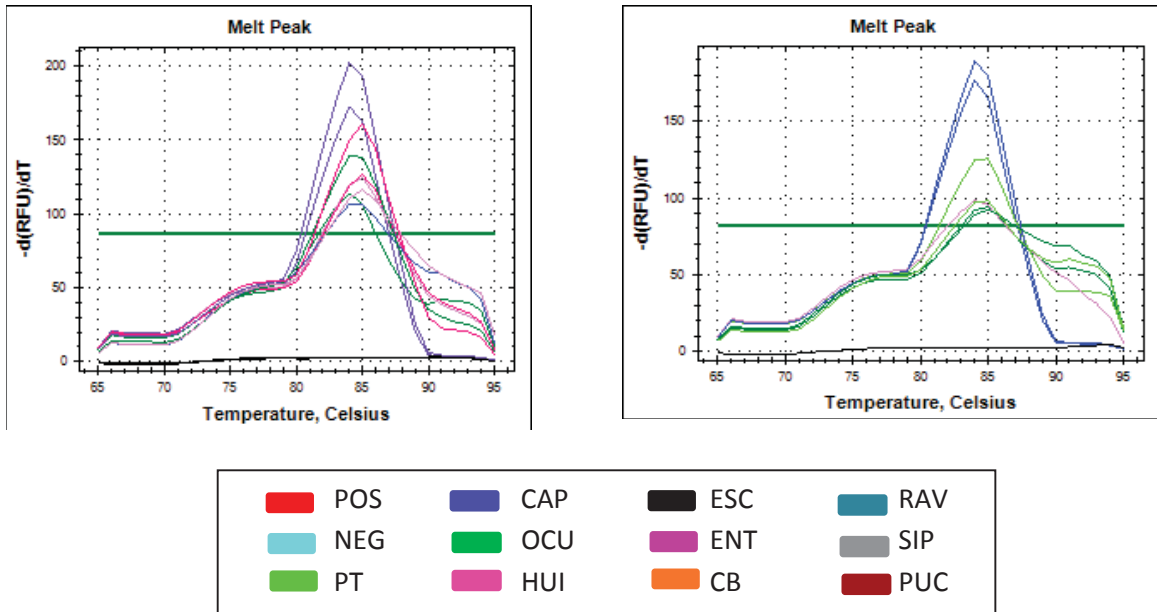 Melt Peak
200
150
100
50
0
-d(RFU)/dT
65 70 75 80 85 90 95
Temperature, Celsius
Melt Peak
150
100
50
0
-d(RFU)/dT
65 70 75 80 85 90 95
Temperature, Celsius
POS CAP ESC RAV
NEG OCU ENT SIP
PT HUI CB PUC